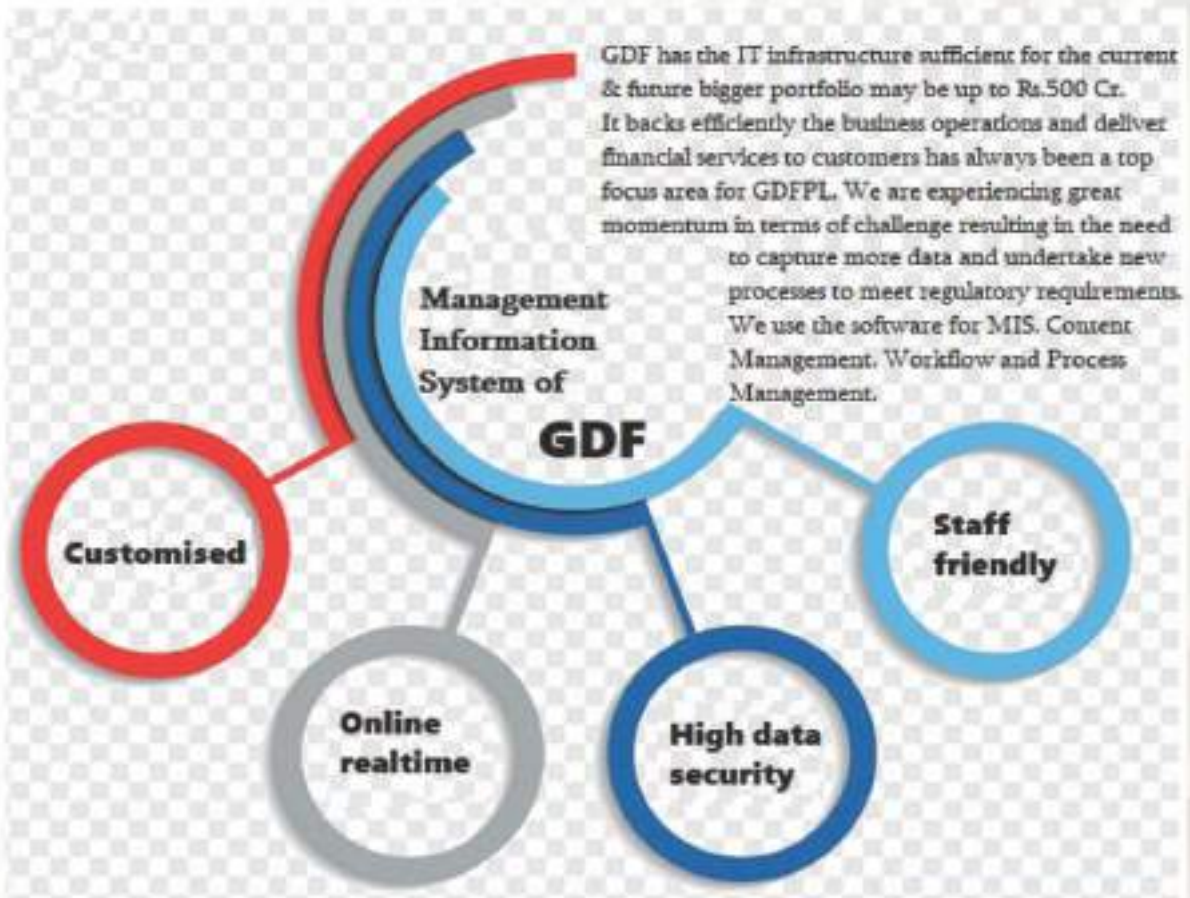 GDF has the IT infrastructure sufficient for the current
& future bigger portfolio may be up to Rs.500 Cr.
It backs efficiently the business operations and deliver
financial services to customers has always been a top
focus area for GDFPL. We are experiencing great
momentum in terms of challenge resulting in the need
to capture more data and undertake new
processes to meet regulatory requirements.
We use the software for MIS. Content
Management. Workflow and Process
Management.
Management
Information
System of
GDF
Customised
Online
realtime
High data
security
Staff
friendly